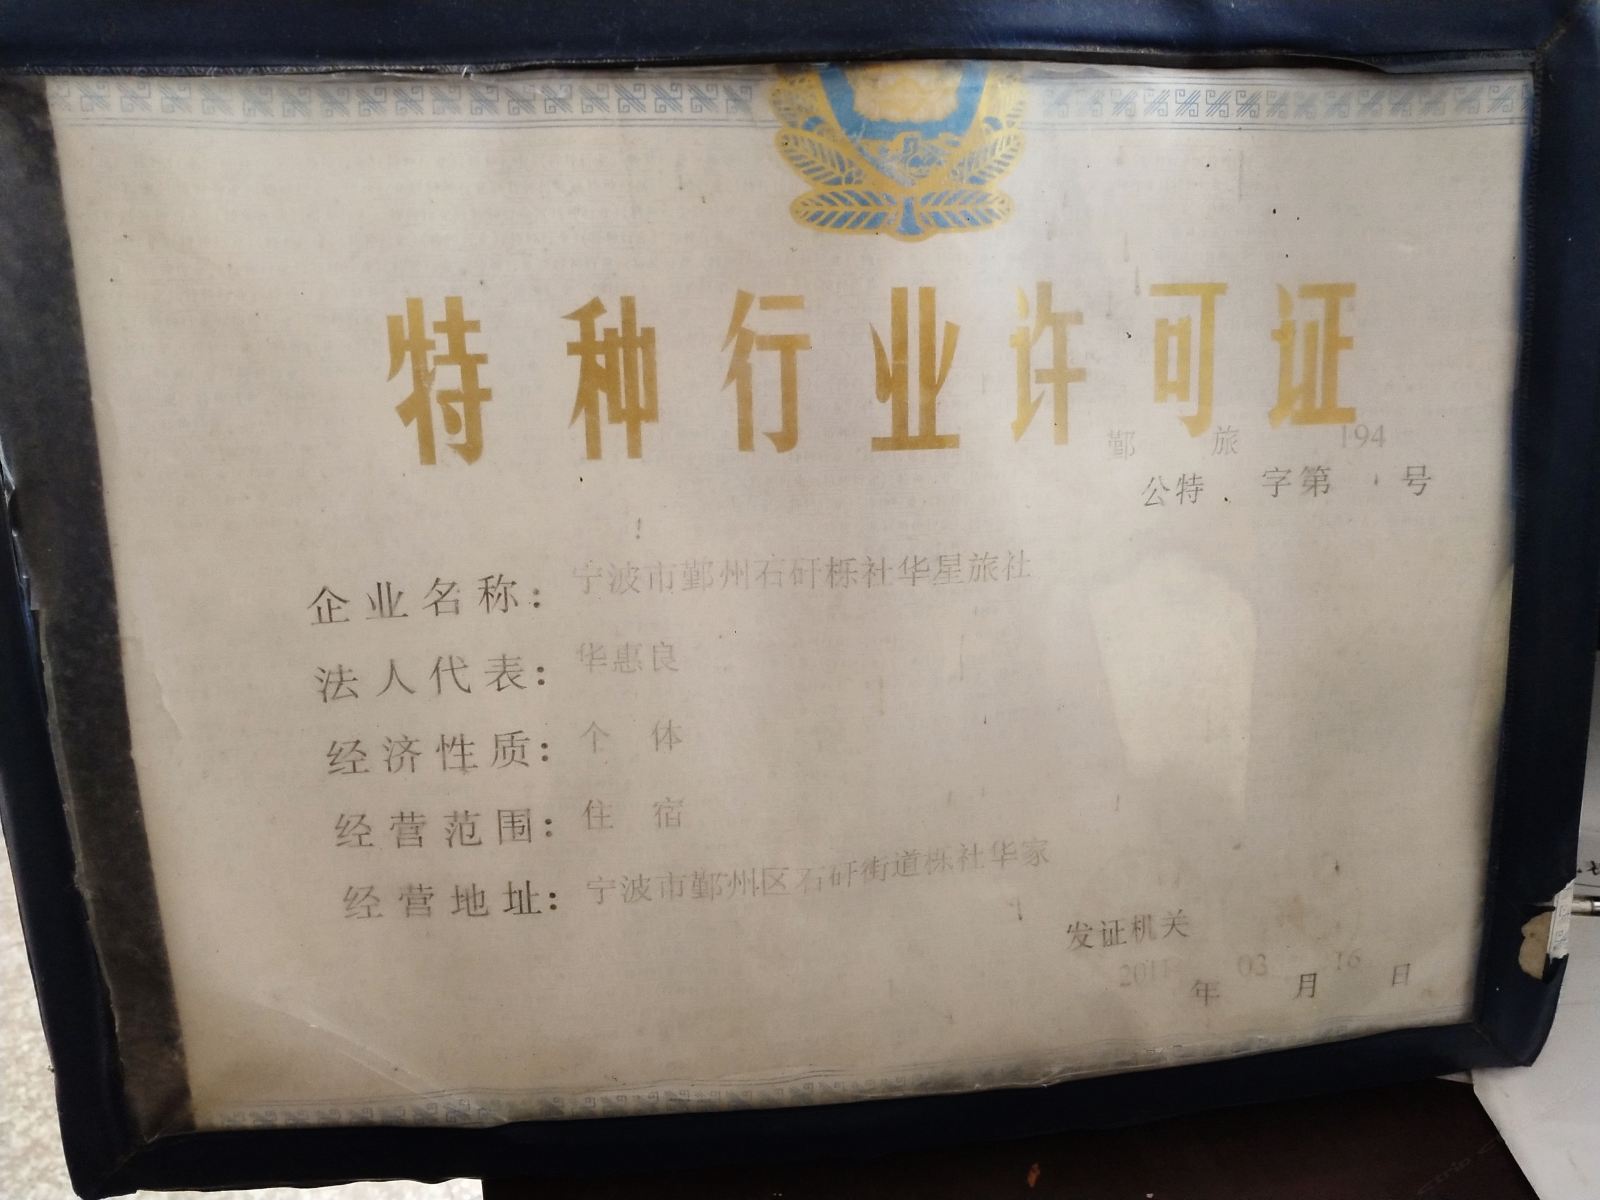 特种行业许可证
鄞 旅 194
公特 字第 号
企业名称： 宁波市鄞州石矸栎社华星旅社
法人代表： 华惠良
经济性质： 个 体
经营范围： 住 宿
经营地址： 宁波市鄞州区石矸街道栎社华家
发证机关
2011 年 03 月 16 日